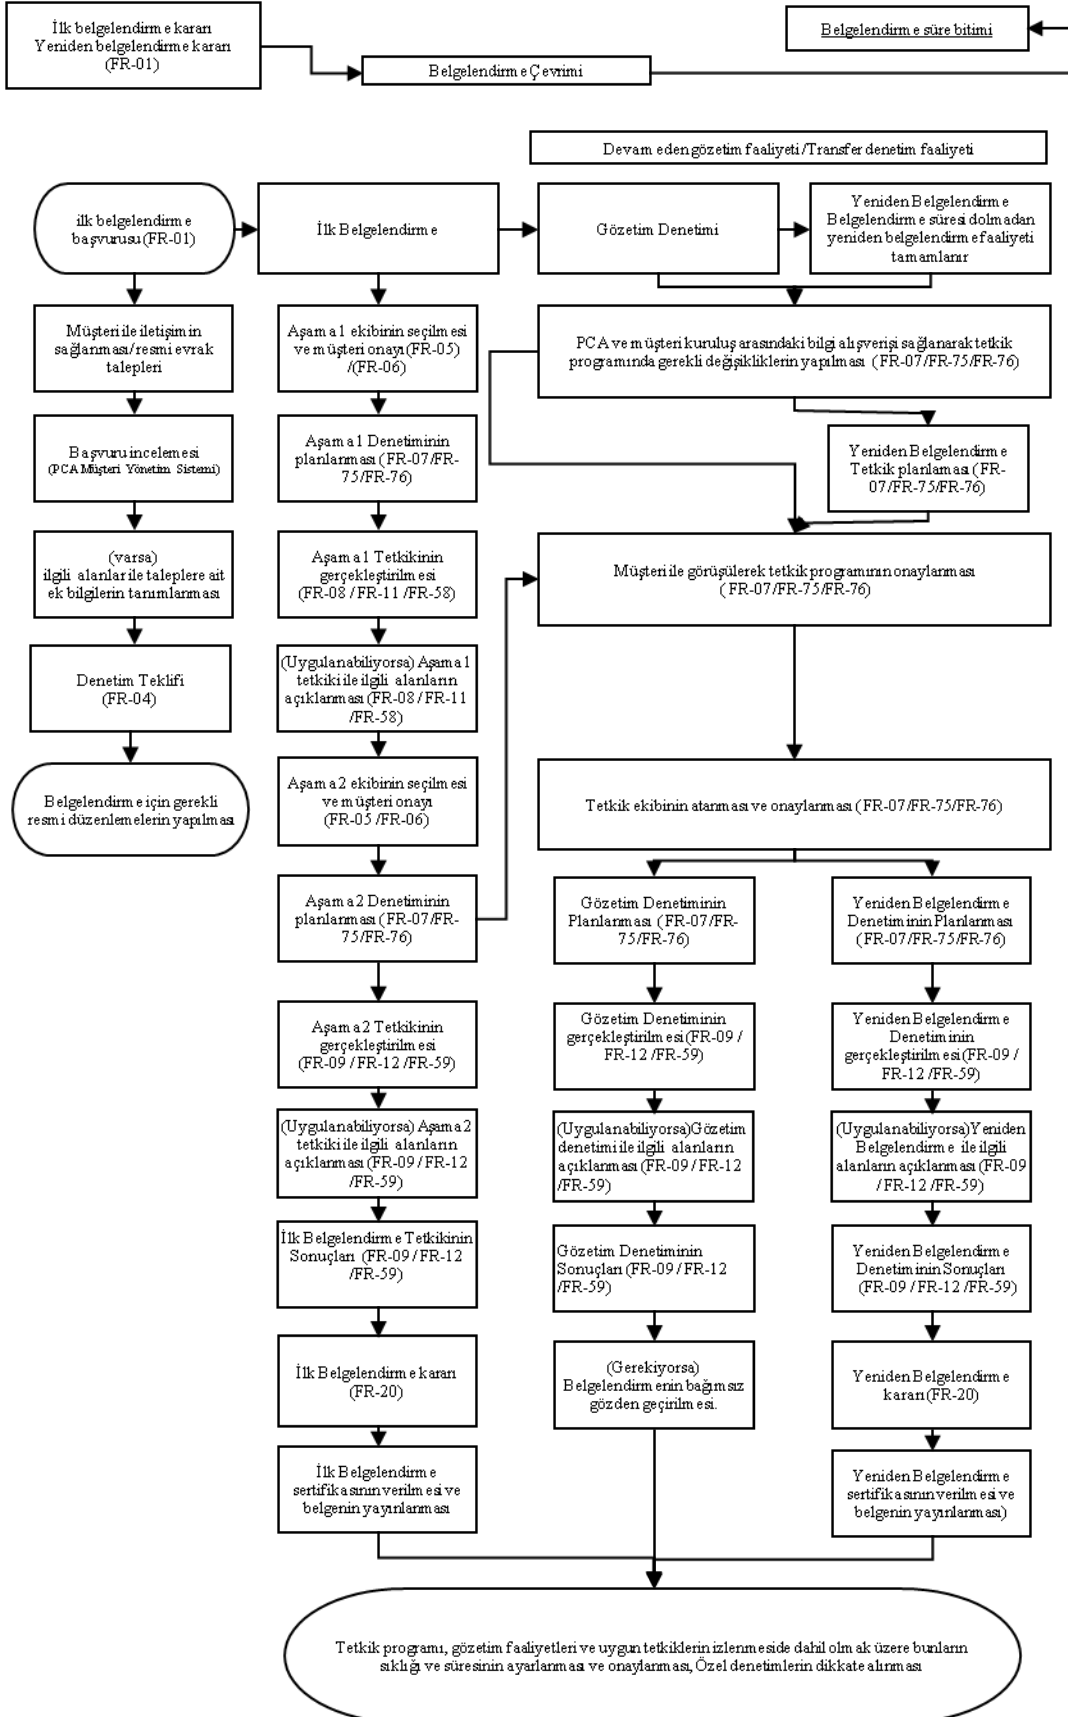 İlk belgelendirme kararı
Yeniden belgelendirme kararı
(FR-01)
Belgelendirme süre bitimi
Belgelendirme Çevrimi
Devam eden gözetim faaliyeti /Transfer denetim faaliyeti
ilk belgelendirme
başvurusu (FR-01)
İlk Belgelendirme
Gözetim Denetimi
Yeniden Belgelendirme
Belgelendirme süresi dolmadan
yeniden belgelendirme faaliyeti
tamamlanır
Müşteri ile iletişimin
sağlanması/resmi evrak
talepleri
Başvuru incelemesi
(PCA Müşteri Yönetim Sistemi)
(varsa)
ilgili alanlar ile taleplere ait
ek bilgilerin tanımlanması
Denetim Teklifi
(FR-04)
Belgelendirme için gerekli
resmi düzenlemelerin yapılması
Aşama 1 ekibinin seçilmesi
ve müşteri onayı (FR-05)
/(FR-06)
Aşama 1 Denetiminin
planlanması (FR-07/FR-
75/FR-76)
Aşama 1 Tetkikinin
gerçekleştirilmesi
(FR-08 / FR-11 /FR-58)
(Uygulanabiliyorsa) Aşama 1
tetkiki ile ilgili alanların
açıklanması (FR-08 / FR-11
/FR-58)
Aşama 2 ekibinin seçilmesi
ve müşteri onayı
(FR-05 /FR-06)
Aşama 2 Denetiminin
planlanması (FR-07/FR-
75/FR-76)
Aşama 2 Tetkikinin
gerçekleştirilmesi
(FR-09 / FR-12 /FR-59)
(Uygulanabiliyorsa) Aşama 2
tetkiki ile ilgili alanların
açıklanması (FR-09 / FR-12
/FR-59)
İlk Belgelendirme Tetkikinin
Sonuçları (FR-09 / FR-12
/FR-59)
İlk Belgelendirme kararı
(FR-20)
İlk Belgelendirme
sertifikasının verilmesi ve
belgenin yayınlanması
PCA ve müşteri kuruluş arasındaki bilgi alışverişi sağlanarak tetkik
programında gerekli değişikliklerin yapılması (FR-07/FR-75/FR-76)
Yeniden Belgelendirme
Tetkik planlaması (FR-
07/FR-75/FR-76)
Müşteri ile görüşülerek tetkik programının onaylanması
( FR-07/FR-75/FR-76)
Tetkik ekibinin atanması ve onaylanması (FR-07/FR-75/FR-76)
Gözetim Denetiminin
Planlanması (FR-07/FR-
75/FR-76)
Gözetim Denetiminin
gerçekleştirilmesi (FR-09 /
FR-12 /FR-59)
(Uygulanabiliyorsa)Gözetim
denetimi ile ilgili alanların
açıklanması (FR-09 / FR-12
/FR-59)
Gözetim Denetiminin
Sonuçları (FR-09 / FR-12
/FR-59)
(Gerekiyorsa)
Belgelendirmenin bağımsız
gözden geçirilmesi.
Yeniden Belgelendirme
Denetiminin Planlanması
(FR-07/FR-75/FR-76)
Yeniden Belgelendirme
Denetiminin
gerçekleştirilmesi (FR-09 /
FR-12 /FR-59)
(Uygulanabiliyorsa)Yeniden
Belgelendirme ile ilgili
alanların açıklanması (FR-09
/ FR-12 /FR-59)
Yeniden Belgelendirme
Denetiminin Sonuçları
(FR-09 / FR-12 /FR-59)
Yeniden Belgelendirme
kararı (FR-20)
Yeniden Belgelendirme
sertifikasının verilmesi ve
belgenin yayınlanması)
Tetkik programı, gözetim faaliyetleri ve uygun tetkiklerin izlenmeside dahil olmak üzere bunların
sıklığı ve süresinin ayarlanması ve onaylanması, Özel denetimlerin dikkate alınması